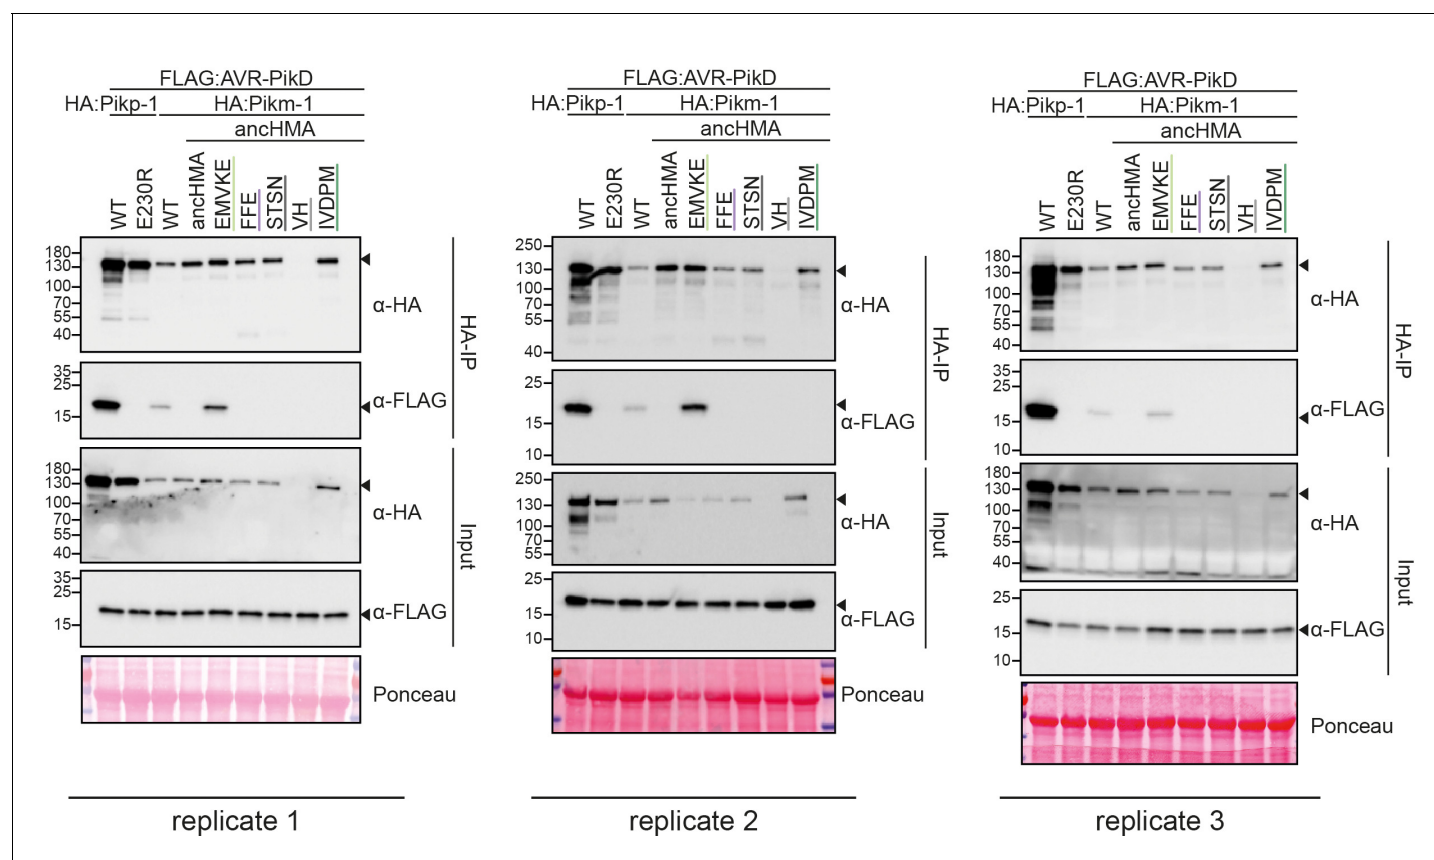 FLAG:AVR-PikD
HA:Pikp-1 HA:Pikm-1
ancHMA
WT E230R WT ancHMA EMVKE FFE STSN VH IVDPM
180
130
100
70
55
40
α-HA
35
25
15
α-FLAG
HA-IP
180
130
100
70
55
40
α-HA
35
25
15
α-FLAG
Input
Ponceau
replicate 1
FLAG:AVR-PikD
HA:Pikp-1 HA:Pikm-1
ancHMA
WT E230R WT ancHMA EMVKE FFE STSN VH IVDPM
250
130
100
70
55
40
α-HA
25
15
10
α-FLAG
HA-IP
250
130
100
70
55
α-HA
25
15
10
α-FLAG
Input
Ponceau
replicate 2
FLAG:AVR-PikD
HA:Pikp-1 HA:Pikm-1
ancHMA
WT E230R WT ancHMA EMVKE FFE STSN VH IVDPM
180
130
100
70
55
40
α-HA
35
25
15
10
α-FLAG
HA-IP
180
130
100
70
55
40
α-HA
25
15
10
α-FLAG
Input
Ponceau
replicate 3